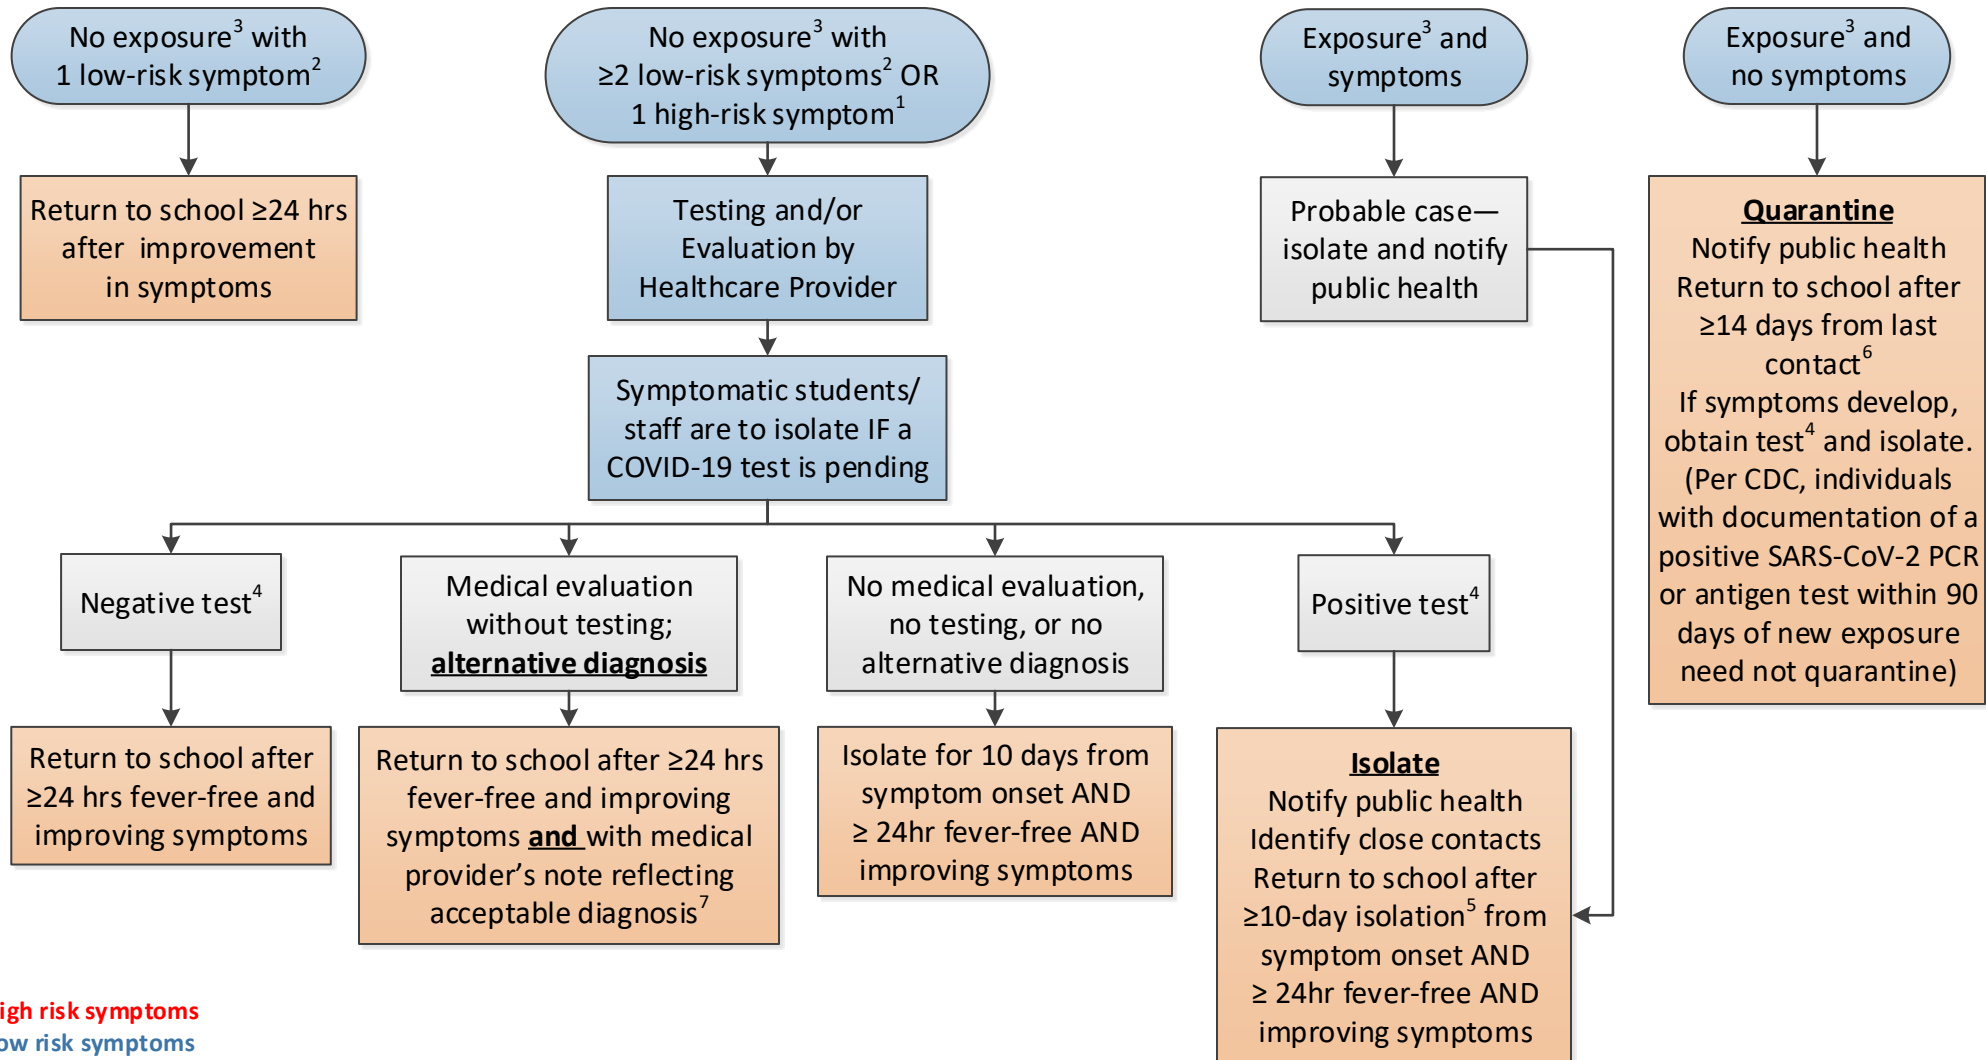 No exposure³ with
1 low-risk symptom²
Return to school ≥24 hrs
after improvement
in symptoms
No exposure³ with
≥2 low-risk symptoms² OR
1 high-risk symptom¹
Testing and/or
Evaluation by
Healthcare Provider
Symptomatic students/
staff are to isolate IF a
COVID-19 test is pending
Negative test⁴
Return to school after
≥24 hrs fever-free and
improving symptoms
Medical evaluation
without testing;
alternative diagnosis
Return to school after ≥24 hrs
fever-free and improving
symptoms and with medical
provider’s note reflecting
acceptable diagnosis⁷
No medical evaluation,
no testing, or no
alternative diagnosis
Isolate for 10 days from
symptom onset AND
≥ 24hr fever-free AND
improving symptoms
Positive test⁴
Isolate
Notify public health
Identify close contacts
Return to school after
≥10-day isolation⁵ from
symptom onset AND
≥ 24hr fever-free AND
improving symptoms
Exposure³ and
symptoms
Probable case—
isolate and notify
public health
Exposure³ and
no symptoms
Quarantine
Notify public health
Return to school after
≥14 days from last
contact⁶
If symptoms develop,
obtain test⁴ and isolate.
(Per CDC, individuals
with documentation of a
positive SARS-CoV-2 PCR
or antigen test within 90
days of new exposure
need not quarantine)
igh risk symptoms
ow risk symptoms